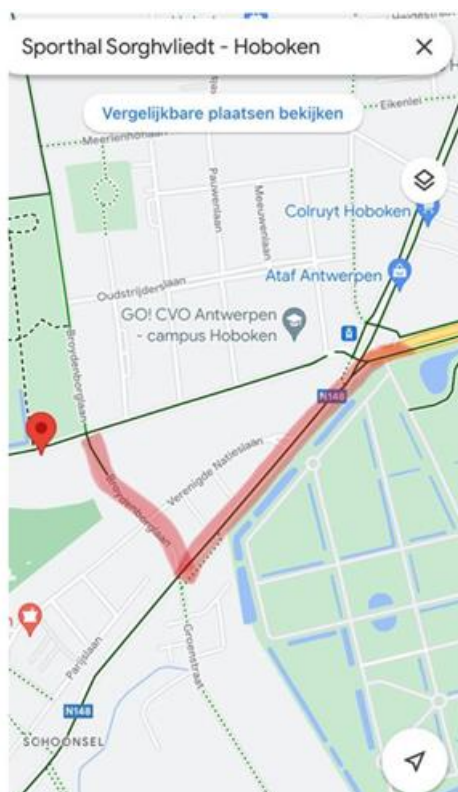 Sporthal Sorghvliedt - Hoboken
Vergelijkbare plaatsen bekijken
Eikenlei
Meerlenhoflaan
Pauwenlaan
Meeuwenlaan
Colruyt Hoboken
Ataf Antwerpen
Oudstrijderslaan
GO! CVO Antwerpen
- campus Hoboken
Broydenborglaan
N148
Verenigde Natieslaan
Broydenborglaan
Parijslaan
Groenstraat
N148
SCHOONSEL